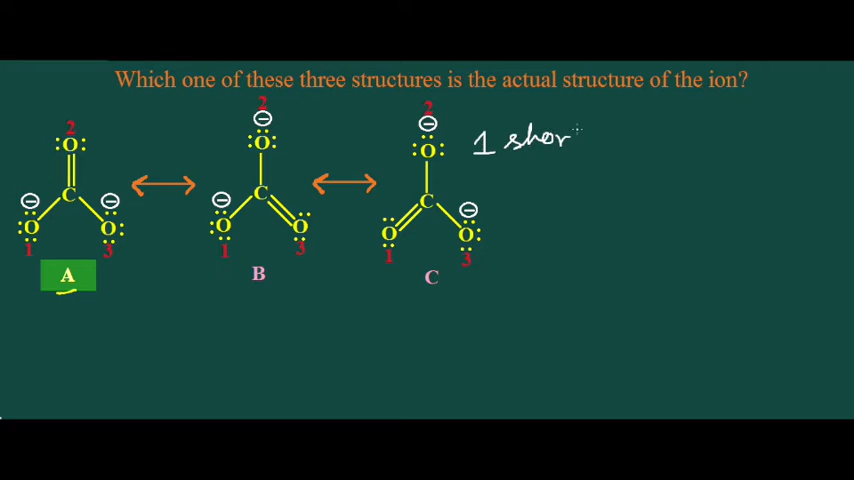 Which one of these three structures is the actual structure of the ion?
2 2 2
O O O 1 shor
C C C
O O O O O O
1 3 1 3 1 3
A B C